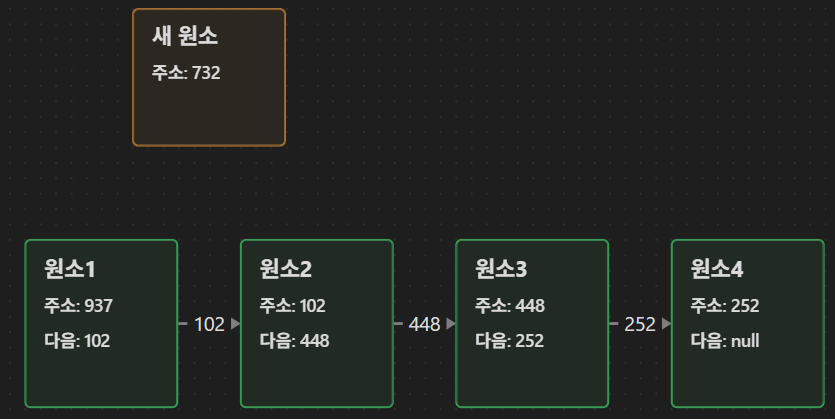 새 원소
주소: 732
원소1
주소: 937
다음: 102
102
원소2
주소: 102
다음: 448
448
원소3
주소: 448
다음: 252
252
원소4
주소: 252
다음: null